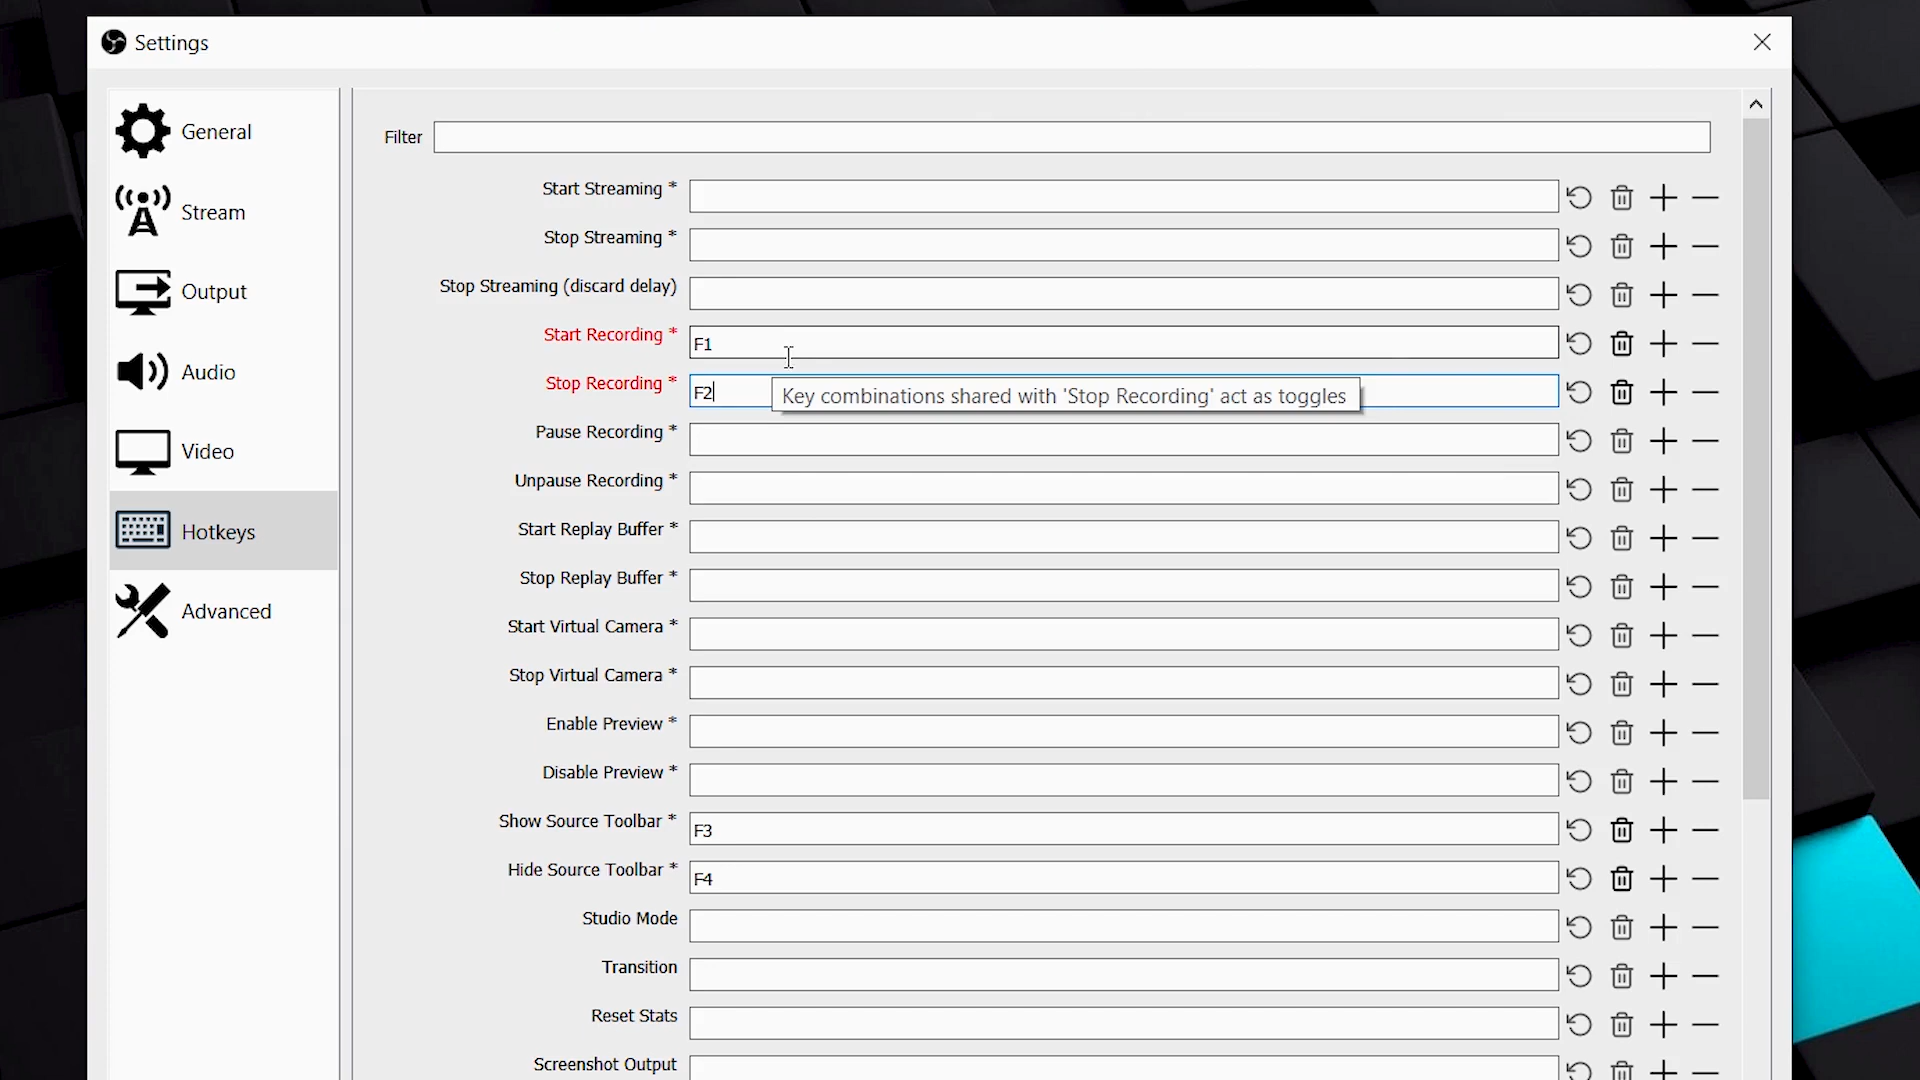 Settings
General
Stream
Output
Audio
Video
Hotkeys
Advanced
Filter
Start Streaming *
Stop Streaming *
Stop Streaming (discard delay)
Start Recording * F1
Stop Recording * F2
Key combinations shared with 'Stop Recording' act as toggles
Pause Recording *
Unpause Recording *
Start Replay Buffer *
Stop Replay Buffer *
Start Virtual Camera *
Stop Virtual Camera *
Enable Preview *
Disable Preview *
Show Source Toolbar * F3
Hide Source Toolbar * F4
Studio Mode
Transition
Reset Stats
Screenshot Output